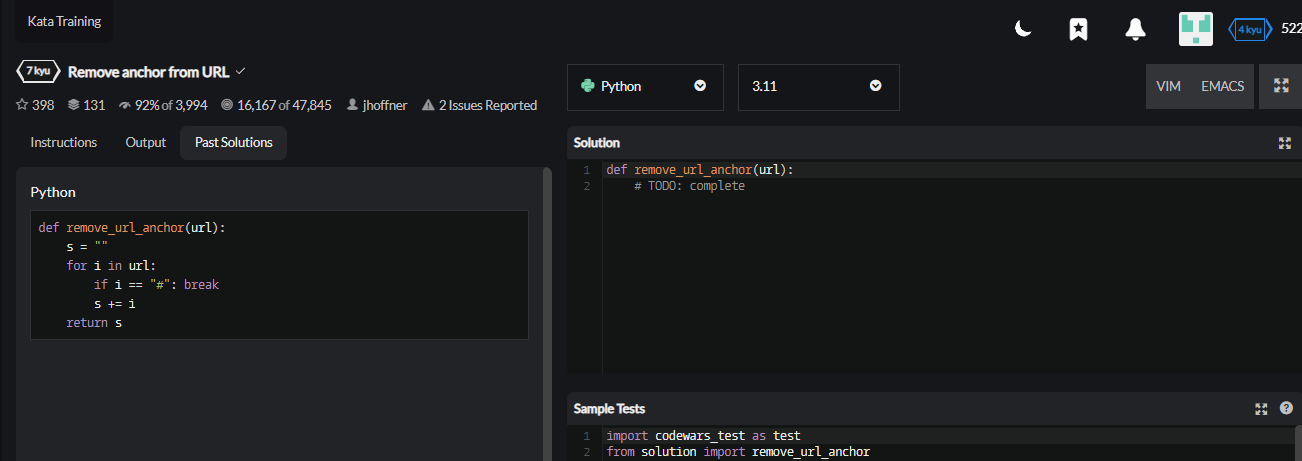 Kata Training
4 kyu 522
7 kyu Remove anchor from URL
398 131 92% of 3,994 16,167 of 47,845 jhoffner 2 Issues Reported
Instructions Output Past Solutions
Python
def remove_url_anchor(url):
    s = ""
    for i in url:
        if i == "#": break
        s += i
    return s
Python 3.11 VIM EMACS
Solution
1 def remove_url_anchor(url):
2     # TODO: complete
Sample Tests
1 import codewars_test as test
2 from solution import remove_url_anchor